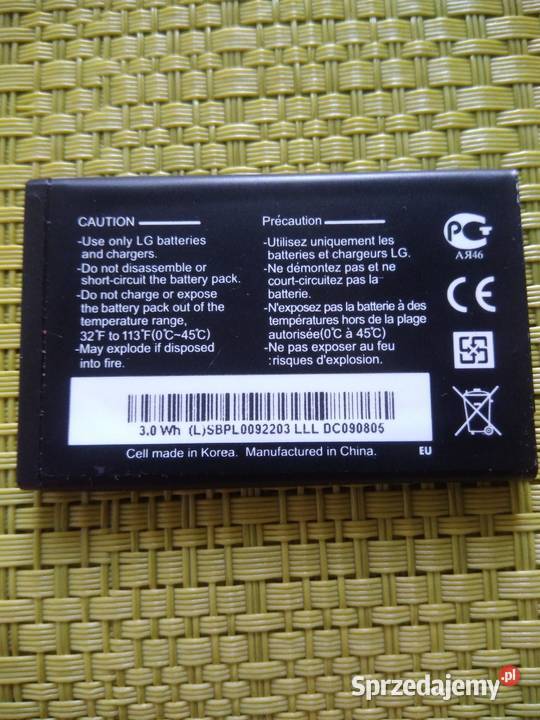 CAUTION
-Use only LG batteries
and chargers.
-Do not disassemble or
short-circuit the battery pack.
-Do not charge or expose
the battery pack out of the
temperature range,
32℉ to 113℉(0℃~45℃)
-May explode if disposed
into fire.
Précaution
-Utilisez uniquement les
batteries et chargeurs LG.
-Ne démontez pas et ne
court-circuitez pas la
batterie.
-N'exposez pas la batterie à des
températures hors de la plage
autorisée(0℃ à 45℃)
-Ne pas exposer au feu
:risques d'explosion.
АЯ46
CE
3.0 Wh (L)SBPL0092203 LLL DC090805
Cell made in Korea. Manufactured in China.
EU
Sprzedajemy.pl